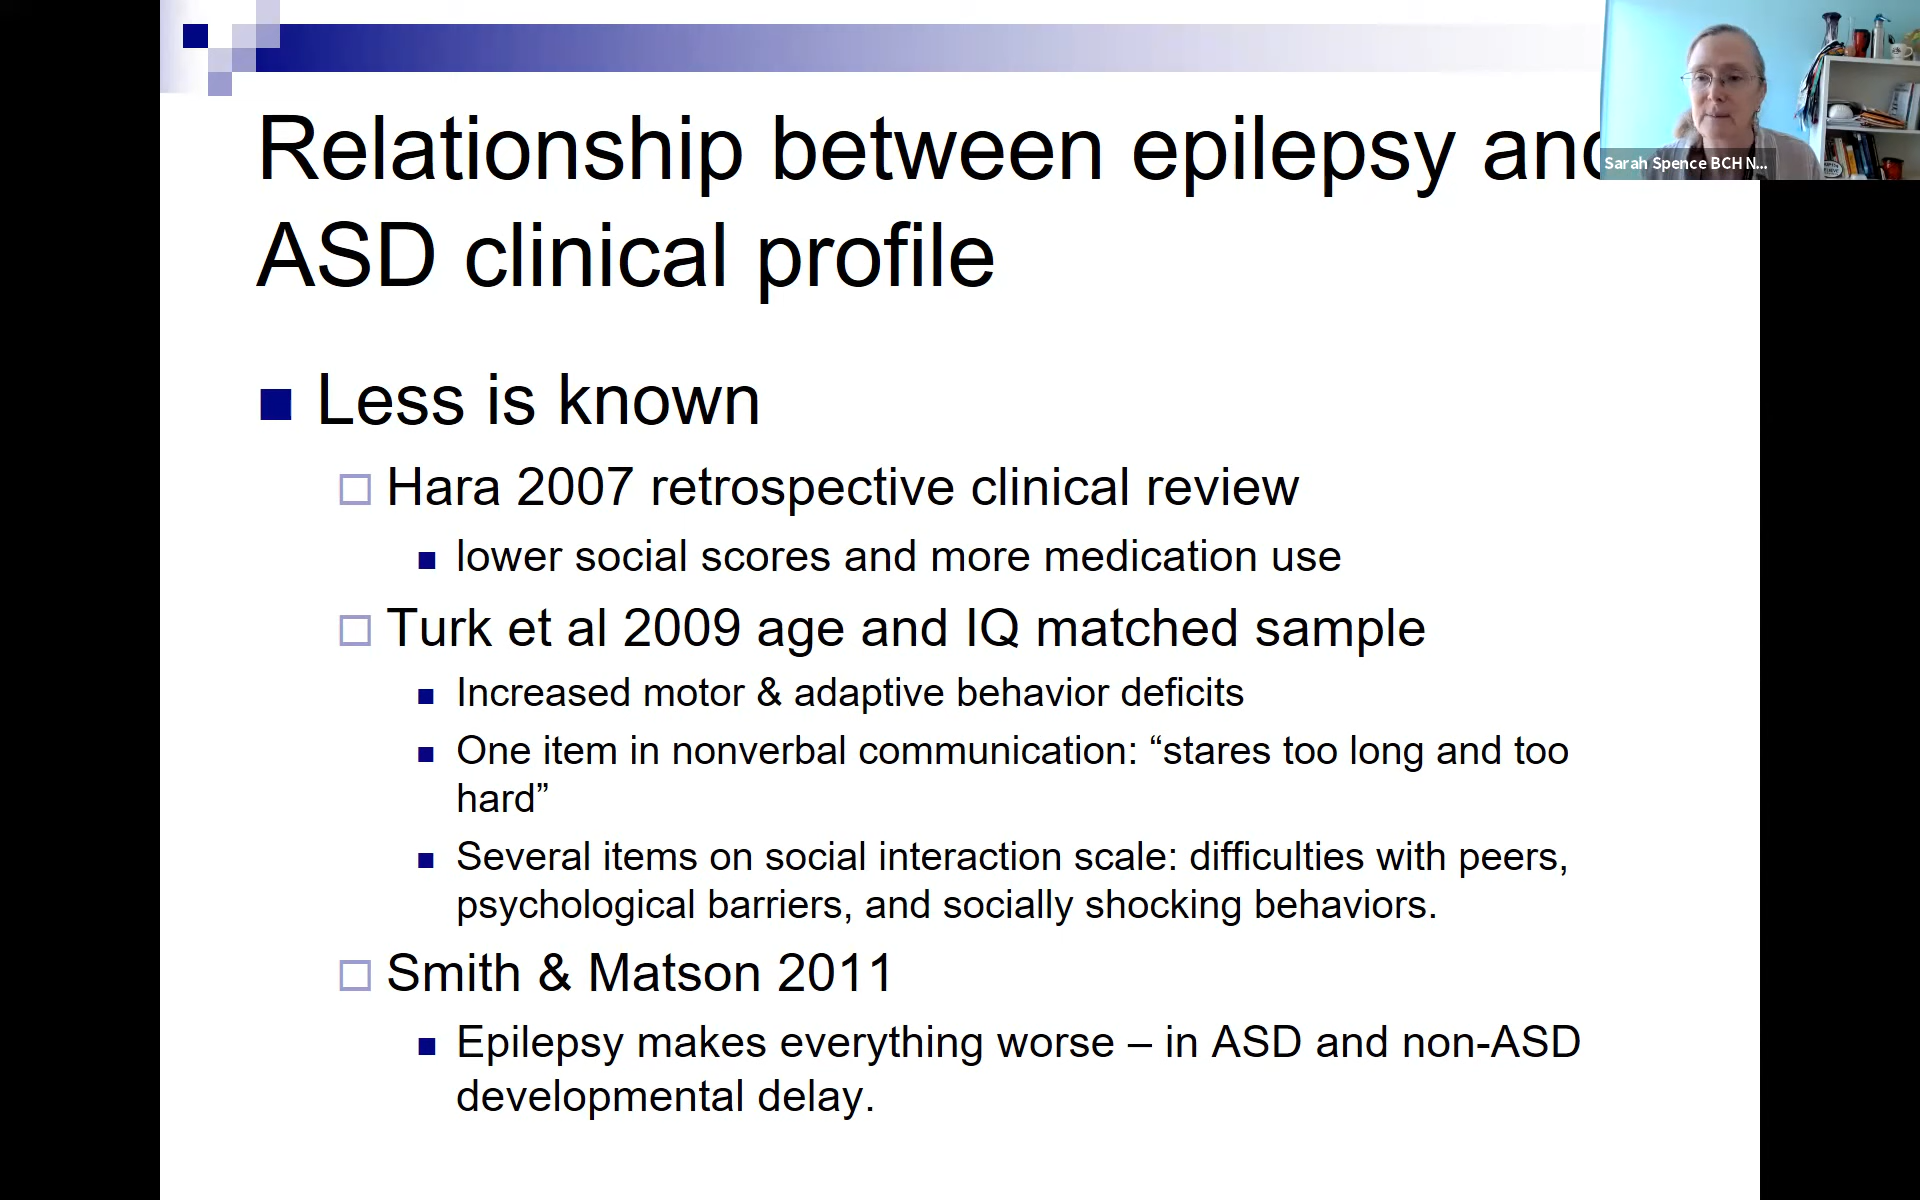 Relationship between epilepsy and
ASD clinical profile
Sarah Spence BCH N...
Less is known
Hara 2007 retrospective clinical review
lower social scores and more medication use
Turk et al 2009 age and IQ matched sample
Increased motor & adaptive behavior deficits
One item in nonverbal communication: “stares too long and too
hard”
Several items on social interaction scale: difficulties with peers,
psychological barriers, and socially shocking behaviors.
Smith & Matson 2011
Epilepsy makes everything worse – in ASD and non-ASD
developmental delay.